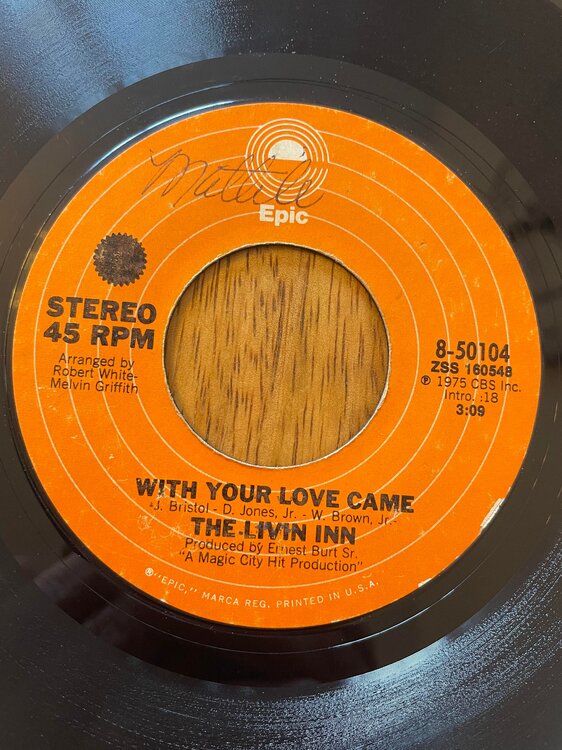 Epic
STEREO
45 RPM
Arranged by
Robert White-
Melvin Griffith
8-50104
ZSS 160548
℗ 1975 CBS Inc.
Intro.:18
3:09
WITH YOUR LOVE CAME
-J. Bristol - D. Jones, Jr. - W. Brown, Jr.-
THE LIVIN INN
Produced by Ernest Burt Sr.
"A Magic City Hit Production"
®"EPIC," MARCA REG. PRINTED IN U.S.A.